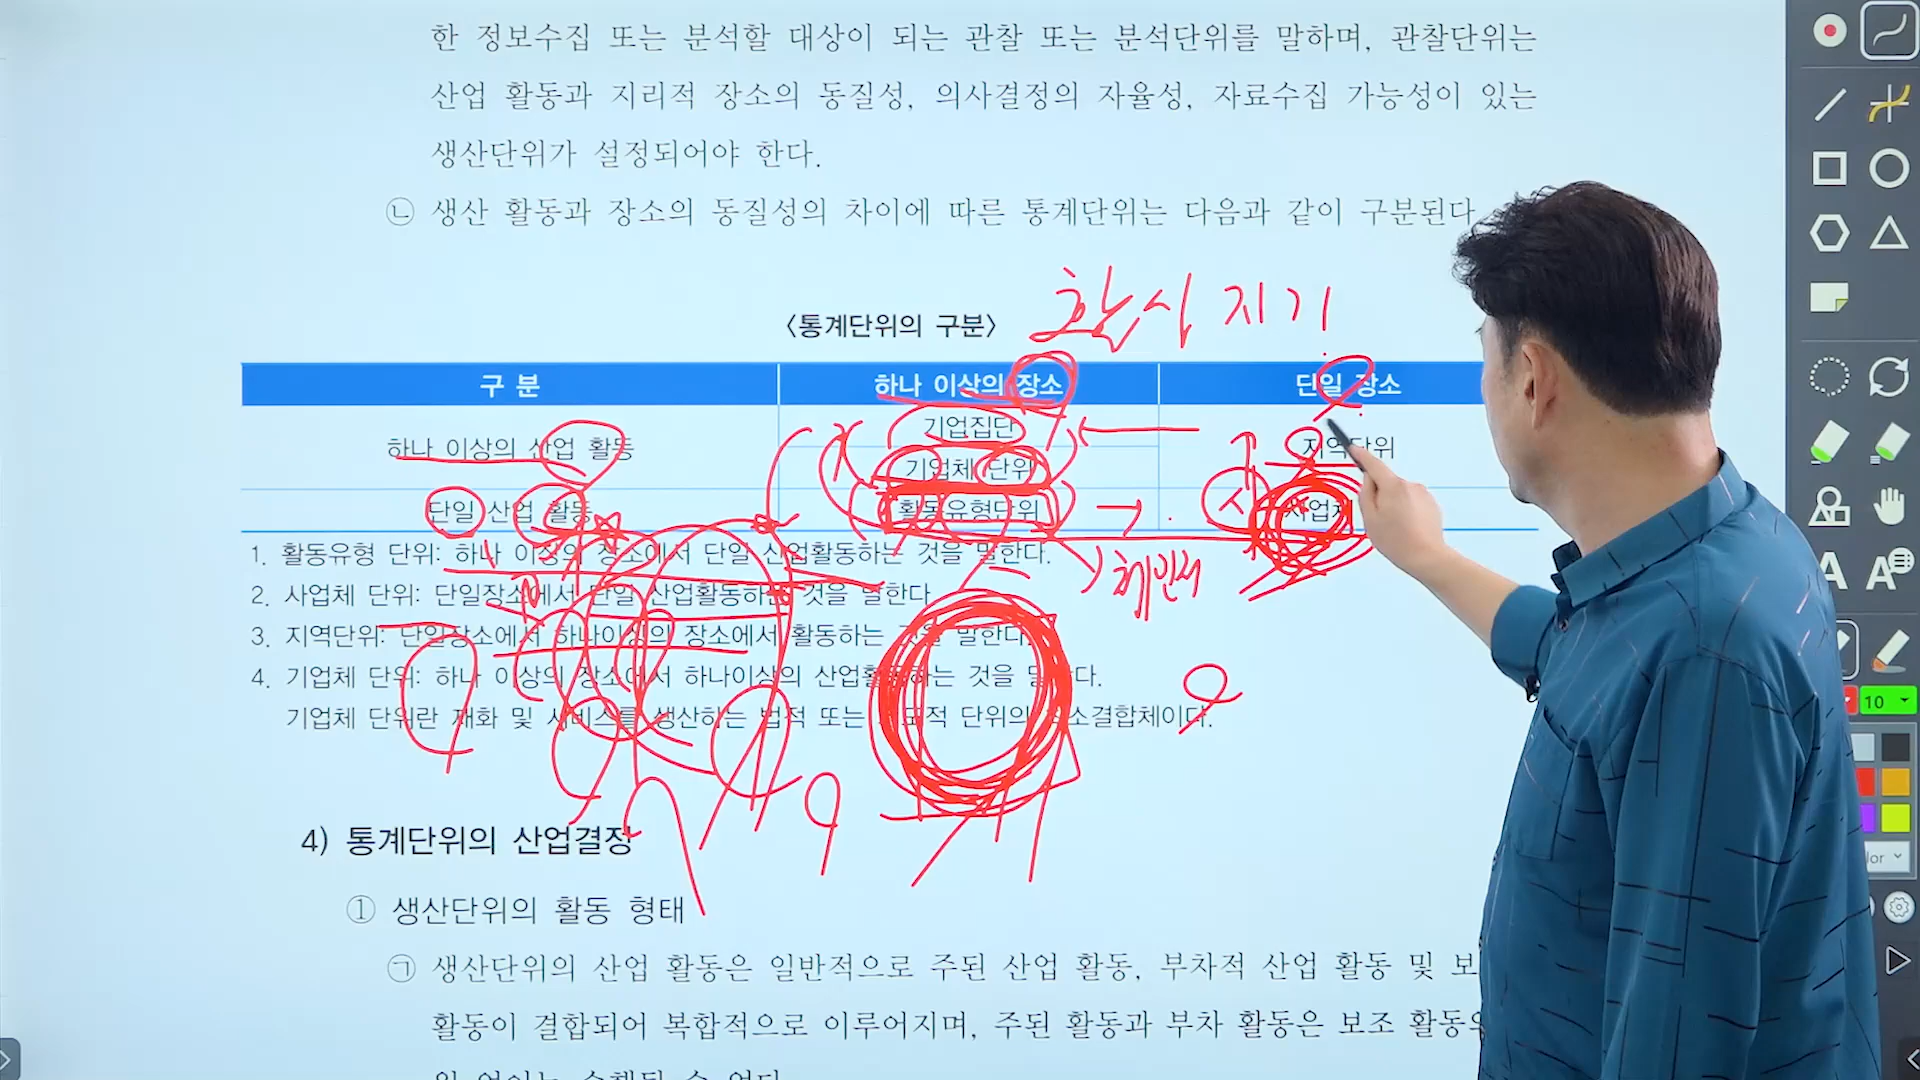 한 정보수집 또는 분석할 대상이 되는 관찰 또는 분석단위를 말하며, 관찰단위는
산업 활동과 지리적 장소의 동질성, 의사결정의 자율성, 자료수집 가능성이 있는
생산단위가 설정되어야 한다.
㉡ 생산 활동과 장소의 동질성의 차이에 따른 통계단위는 다음과 같이 구분된다
활사지기
〈통계단위의 구분〉
구 분 하나 이상의 장소 단일 장소
하나 이상의 산업 활동 기업집단 지역단위
기업체 단위
단일 산업 활동 활동유형단위 사업체
1. 활동유형 단위: 하나 이상의 장소에서 단일 산업활동하는 것을 말한다.
체인점
2. 사업체 단위: 단일장소에서 단일 산업활동하는 것을 말한다
3. 지역단위: 단일장소에서 하나이상의 장소에서 활동하는 것을 말한다.
4. 기업체 단위: 하나 이상의 장소에서 하나이상의 산업활동하는 것을 말한다.
기업체 단위란 재화 및 서비스를 생산하는 법적 또는 단위의 결합체이다.
4) 통계단위의 산업결정
① 생산단위의 활동 형태
㉠ 생산단위의 산업 활동은 일반적으로 주된 산업 활동, 부차적 산업 활동 및 보
활동이 결합되어 복합적으로 이루어지며, 주된 활동과 부차 활동은 보조 활동
10